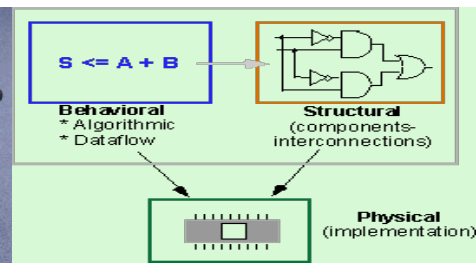 S <= A + B
Behavioral
* Algorithmic
* Dataflow
Structural
(components-
interconnections)
Physical
(implementation)